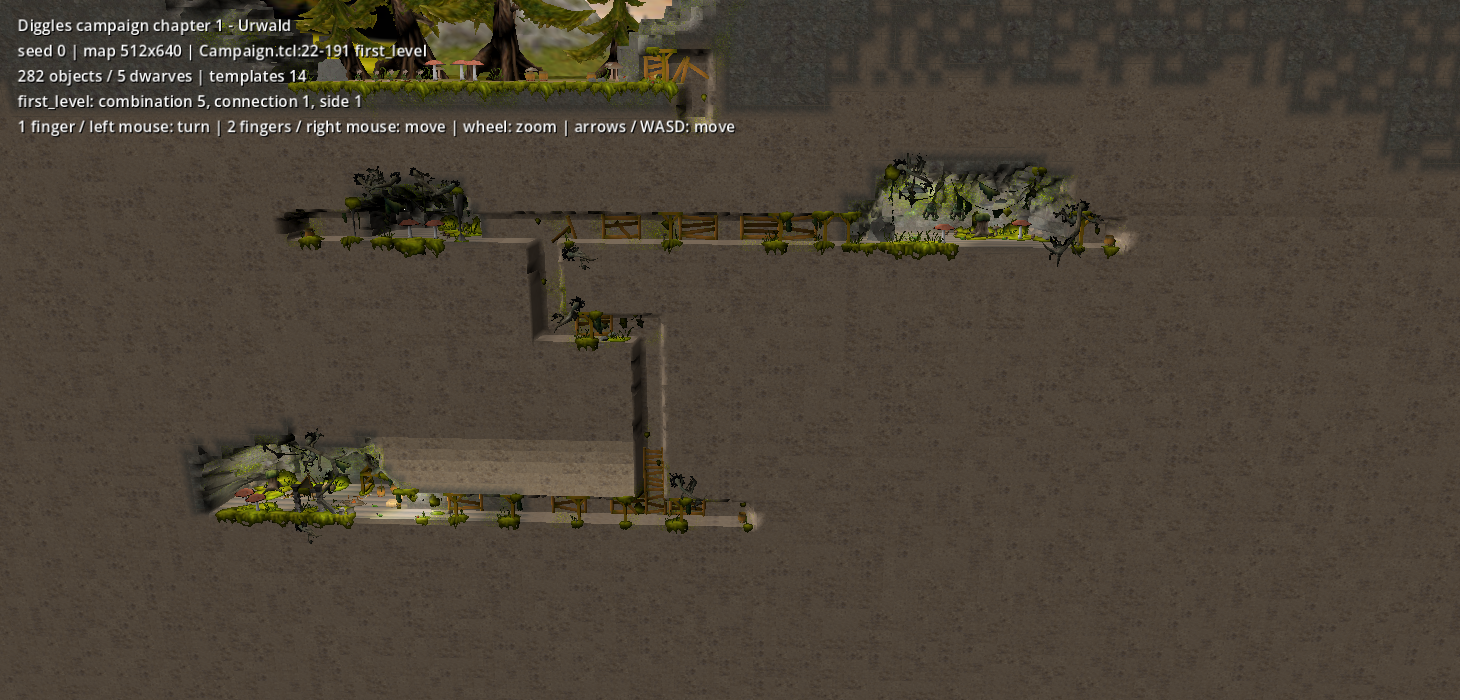 Diggles campaign chapter 1 - Urwald
seed 0 | map 512x640 | Campaign.tcl:22-191 first_level
282 objects / 5 dwarves | templates 14
first_level: combination 5, connection 1, side 1
1 finger / left mouse: turn | 2 fingers / right mouse: move | wheel: zoom | arrows / WASD: move